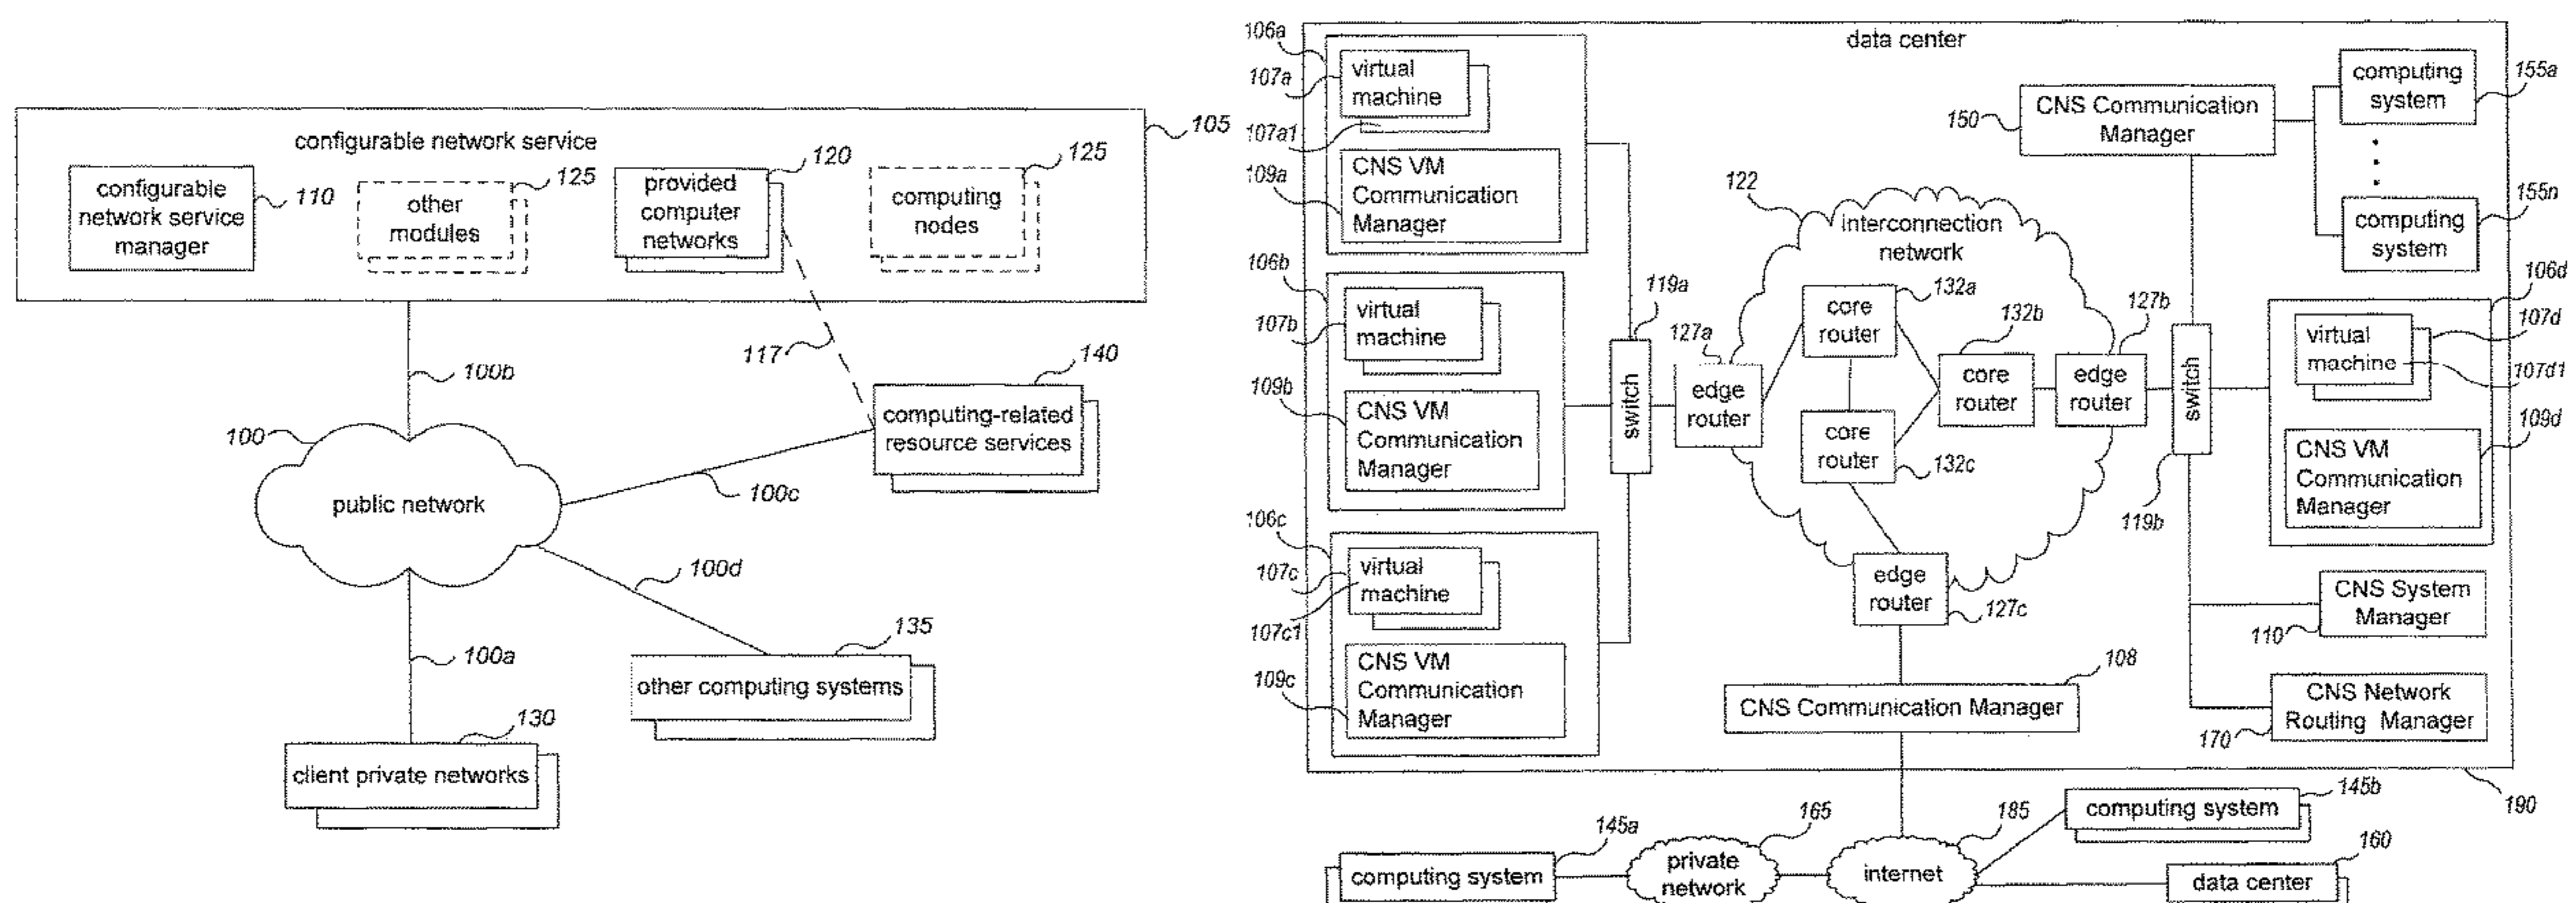 configurable network service
105
configurable
network service
manager
110
other
modules
125
provided
computer
networks
120
computing
nodes
125
117
100b
140
computing-related
resource services
100
public network
100c
100d
100a
135
other computing systems
130
client private networks
data center
106a
107a
virtual
machine
107a1
109a
CNS VM
Communication
Manager
106b
107b
virtual
machine
109b
CNS VM
Communication
Manager
106c
107c
virtual
machine
107c1
109c
CNS VM
Communication
Manager
119a
switch
127a
edge
router
122
interconnection
network
132a
core
router
132b
core
router
core
router
132c
127b
edge
router
edge
router
127c
119b
switch
150
CNS Communication
Manager
computing
system
155a
computing
system
155n
106d
virtual
machine
107d
107d1
CNS VM
Communication
Manager
109d
CNS System
Manager
110
CNS Network
Routing Manager
170
108
CNS Communication Manager
190
145a
computing system
165
private
network
185
internet
145b
computing system
160
data center